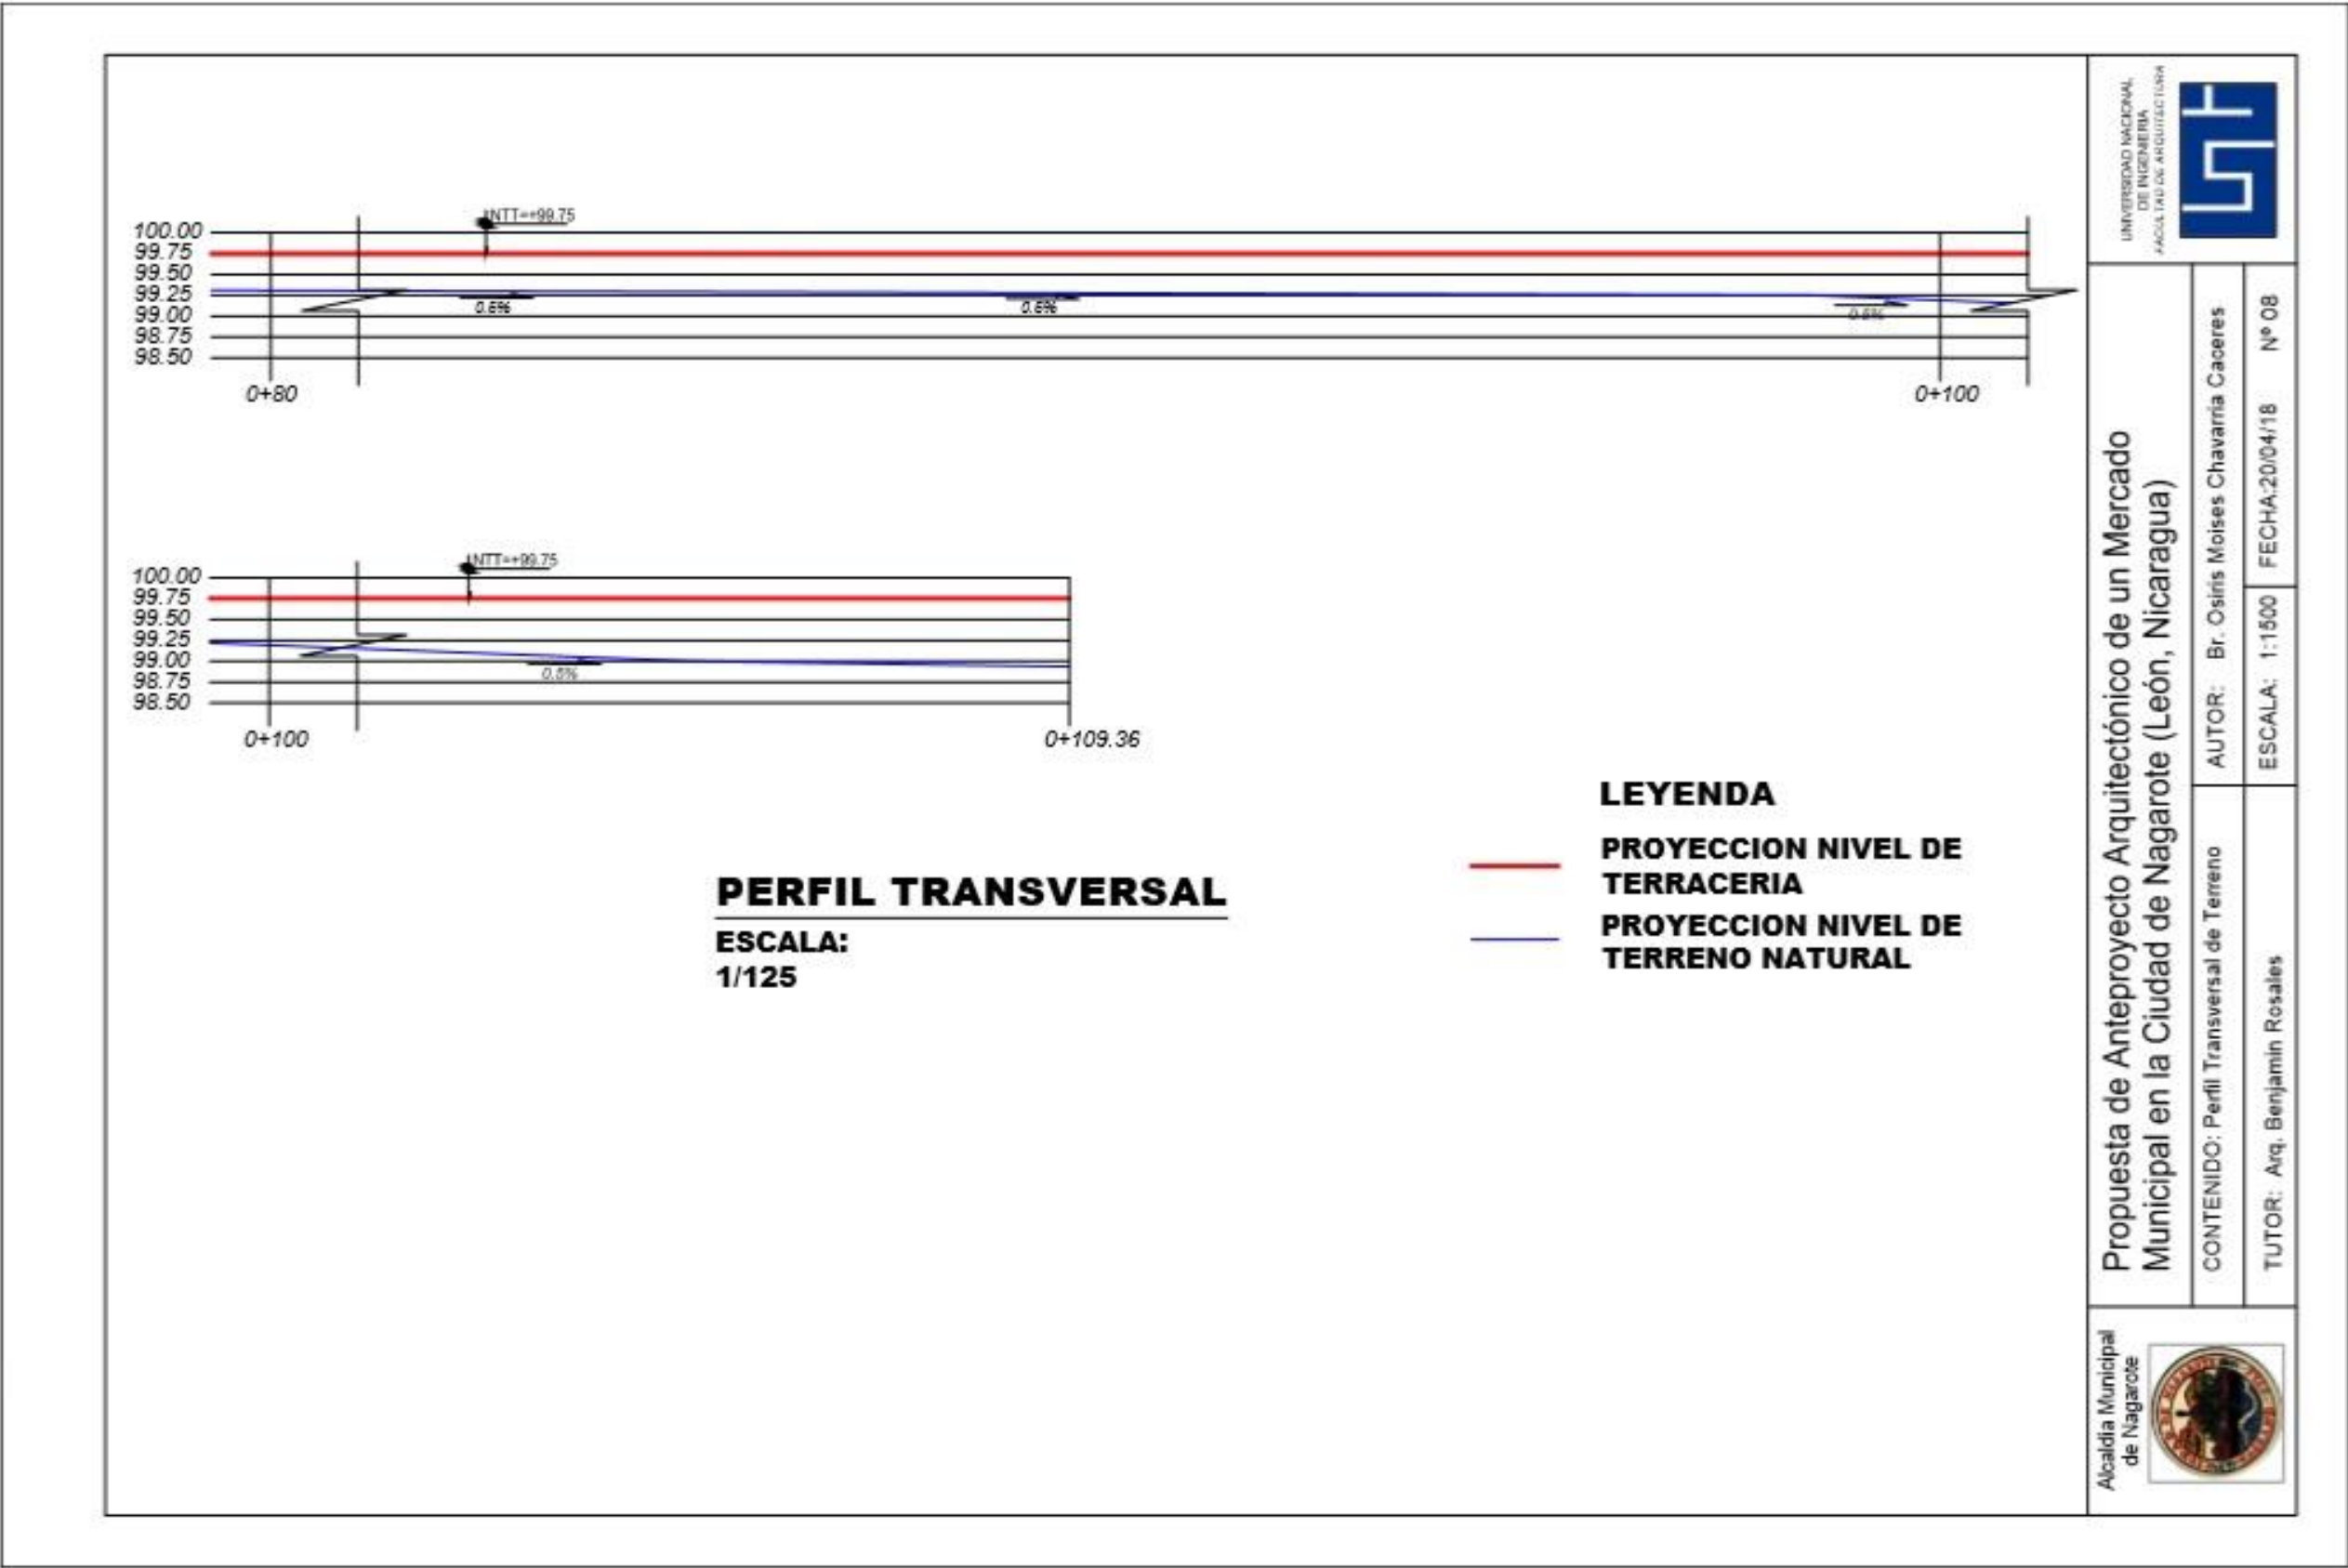 NTT=+99.75
100.00
99.75
99.50
99.25
99.00
98.75
98.50
0.6%
0.6%
0.6%
0+80
0+100
NTT=+99.75
100.00
99.75
99.50
99.25
99.00
98.75
98.50
0.5%
0+100
0+109.36
PERFIL TRANSVERSAL
ESCALA:
1/125
LEYENDA
PROYECCION NIVEL DE
TERRACERIA
PROYECCION NIVEL DE
TERRENO NATURAL
UNIVERSIDAD NACIONAL
DE INGENIERIA
FACULTAD DE ARQUITECTURA
Propuesta de Anteproyecto Arquitectónico de un Mercado
Municipal en la Ciudad de Nagarote (León, Nicaragua)
CONTENIDO: Perfil Transversal de Terreno
AUTOR: Br. Osiris Moises Chavarria Caceres
TUTOR: Arq. Benjamin Rosales
ESCALA: 1:1500
FECHA:20/04/18
Nº 08
Alcaldia Municipal
de Nagarote